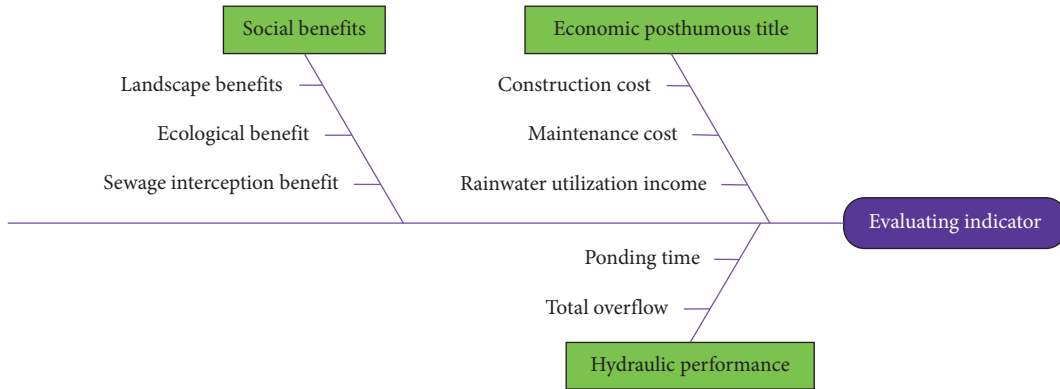 Social benefits
Landscape benefits
Ecological benefit
Sewage interception benefit
Economic posthumous title
Construction cost
Maintenance cost
Rainwater utilization income
Evaluating indicator
Ponding time
Total overflow
Hydraulic performance